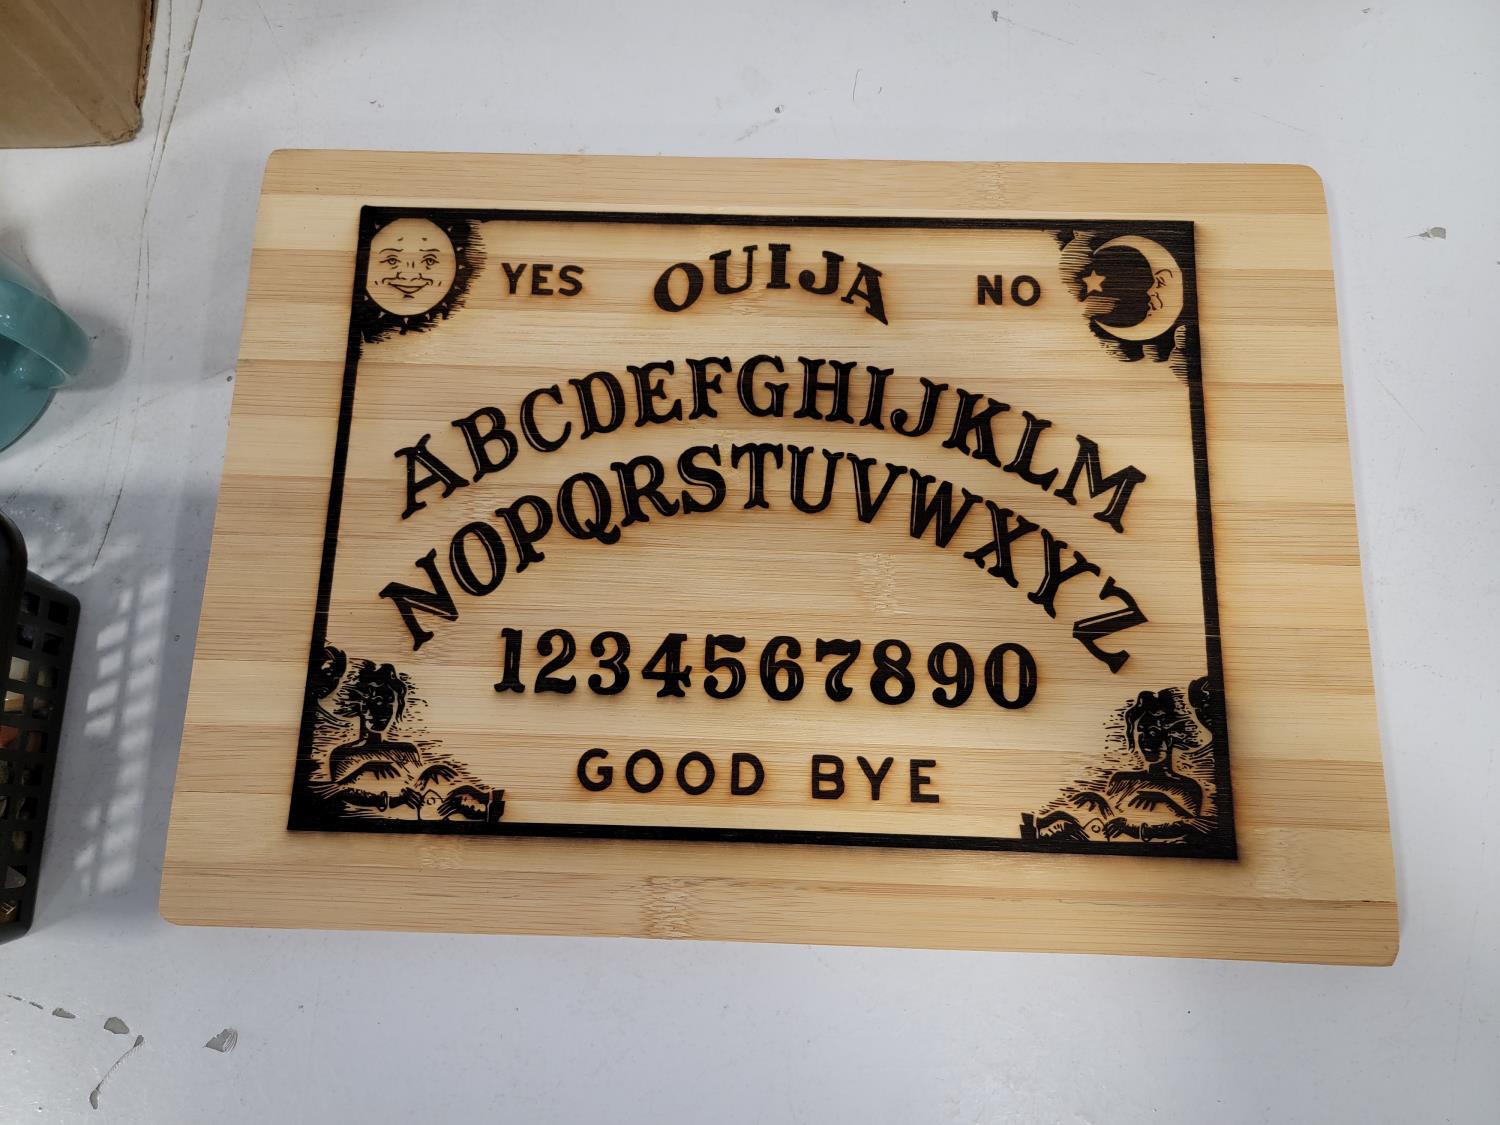 YES OUIJA NO
ABCDEFGHIJKLM
NOPQRSTUVWXYZ
1234567890
GOOD BYE